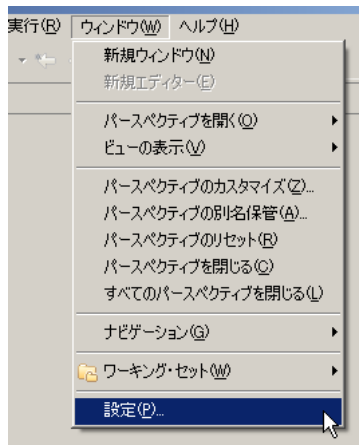 実行(R) ウィンドウ(W) ヘルプ(H)
新規ウィンドウ(N)
新規エディター(E)
パースペクティブを開く(O)
ビューの表示(V)
パースペクティブのカスタマイズ(Z)...
パースペクティブの別名保管(A)...
パースペクティブのリセット(R)
パースペクティブを閉じる(C)
すべてのパースペクティブを閉じる(L)
ナビゲーション(G)
ワーキング・セット(W)
設定(P)...